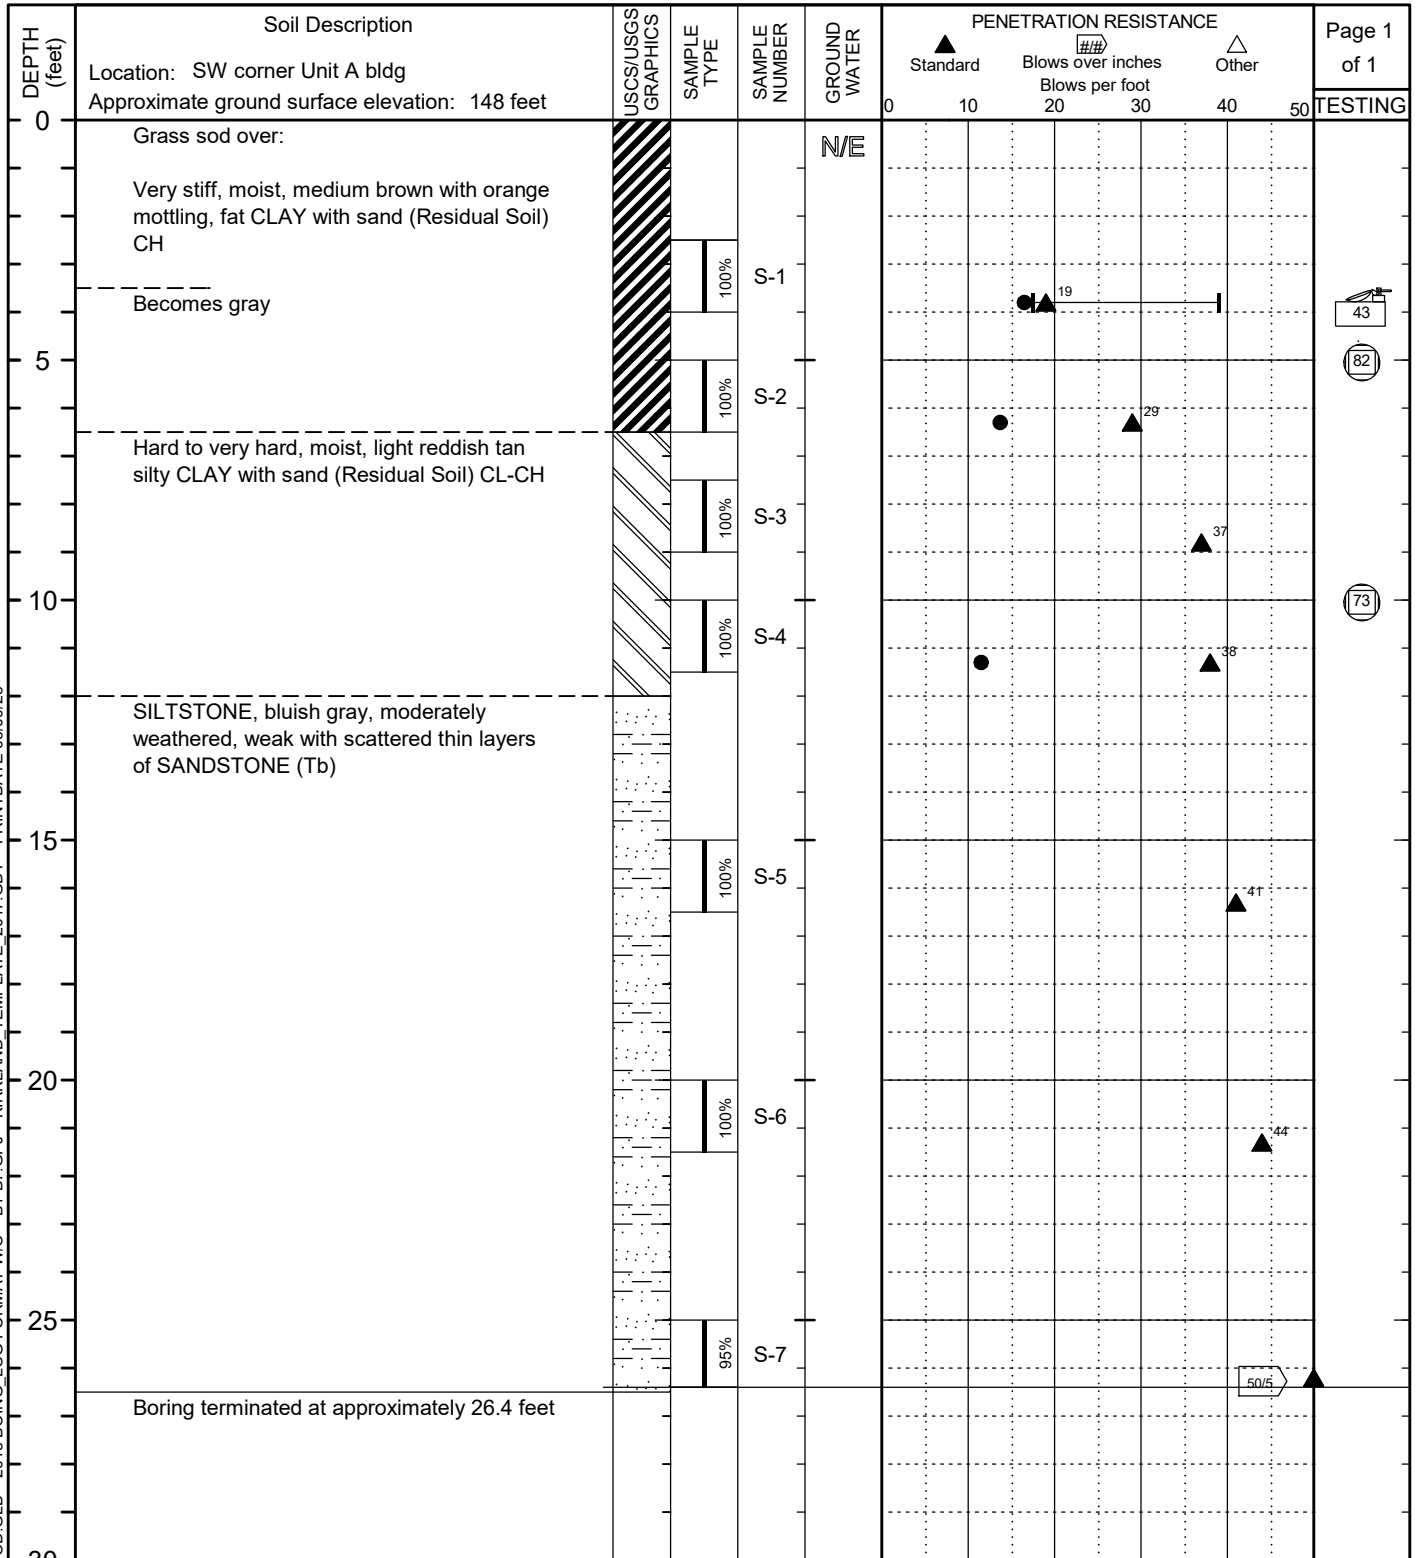 DEPTH
(feet)
Soil Description
Location: SW corner Unit A bldg
Approximate ground surface elevation: 148 feet
USCS/USGS
GRAPHICS
SAMPLE
TYPE
SAMPLE
NUMBER
GROUND
WATER
PENETRATION RESISTANCE
Standard
#/#
Blows over inches
Other
Blows per foot
0 10 20 30 40 50
Page 1
of 1
TESTING
0
Grass sod over:
N/E
Very stiff, moist, medium brown with orange
mottling, fat CLAY with sand (Residual Soil)
CH
100%
S-1
19
Becomes gray
43
5
82
100%
S-2
29
Hard to very hard, moist, light reddish tan
silty CLAY with sand (Residual Soil) CL-CH
100%
S-3
37
10
73
100%
S-4
38
SILTSTONE, bluish gray, moderately
weathered, weak with scattered thin layers
of SANDSTONE (Tb)
15
100%
S-5
41
20
100%
S-6
44
25
95%
S-7
50/5
Boring terminated at approximately 26.4 feet
30